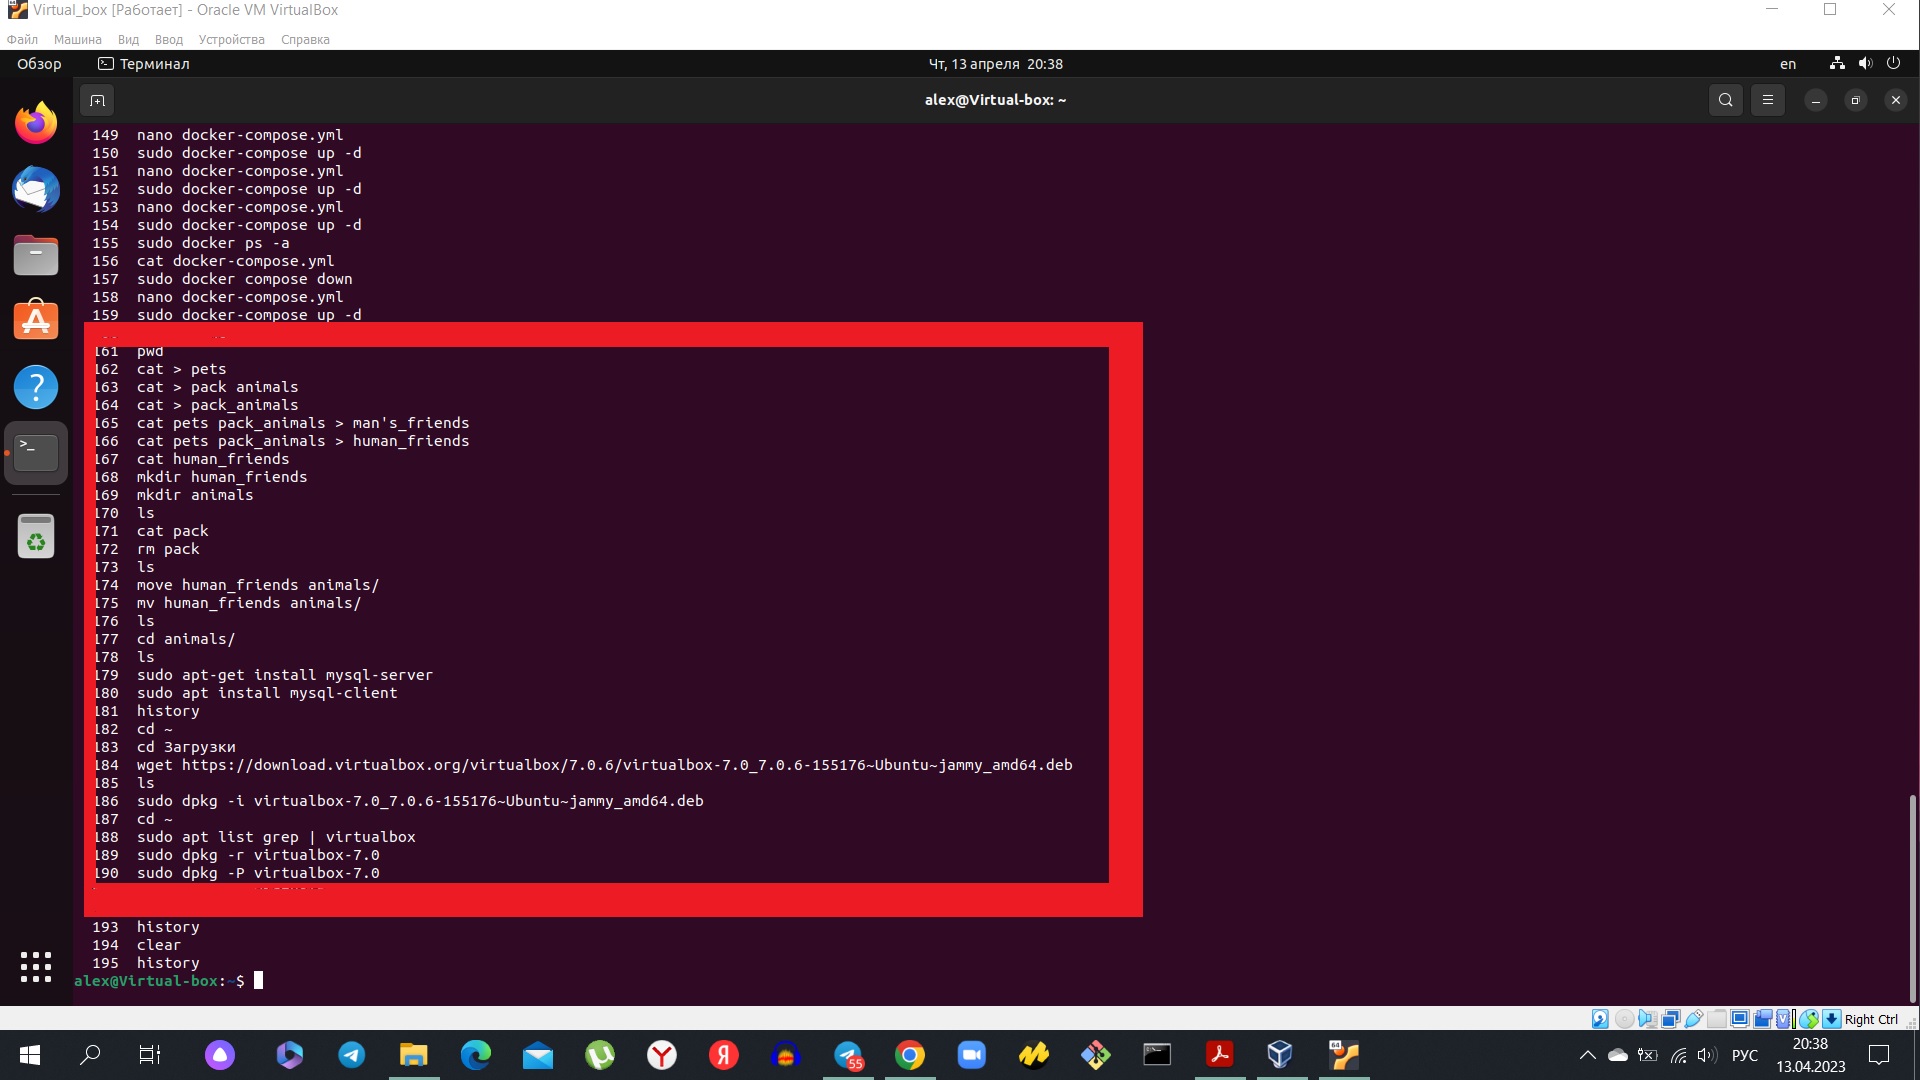 Virtual_box [Работает] - Oracle VM VirtualBox
Файл Машина Вид Ввод Устройства Справка
Обзор Терминал Чт, 13 апреля 20:38 en
alex@Virtual-box: ~
149 nano docker-compose.yml
150 sudo docker-compose up -d
151 nano docker-compose.yml
152 sudo docker-compose up -d
153 nano docker-compose.yml
154 sudo docker-compose up -d
155 sudo docker ps -a
156 cat docker-compose.yml
157 sudo docker compose down
158 nano docker-compose.yml
159 sudo docker-compose up -d
161 pwd
162 cat > pets
163 cat > pack animals
164 cat > pack_animals
165 cat pets pack_animals > man's_friends
166 cat pets pack_animals > human_friends
167 cat human_friends
168 mkdir human_friends
169 mkdir animals
170 ls
171 cat pack
172 rm pack
173 ls
174 move human_friends animals/
175 mv human_friends animals/
176 ls
177 cd animals/
178 ls
179 sudo apt-get install mysql-server
180 sudo apt install mysql-client
181 history
182 cd ~
183 cd Загрузки
184 wget https://download.virtualbox.org/virtualbox/7.0.6/virtualbox-7.0_7.0.6-155176~Ubuntu~jammy_amd64.deb
185 ls
186 sudo dpkg -i virtualbox-7.0_7.0.6-155176~Ubuntu~jammy_amd64.deb
187 cd ~
188 sudo apt list grep | virtualbox
189 sudo dpkg -r virtualbox-7.0
190 sudo dpkg -P virtualbox-7.0
193 history
194 clear
195 history
alex@Virtual-box:~$
Right Ctrl
55
64
РУС
20:38
13.04.2023